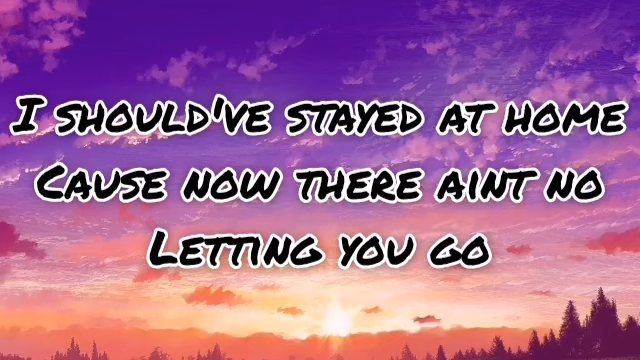 I should've stayed at home
Cause now there aint no
Letting you go